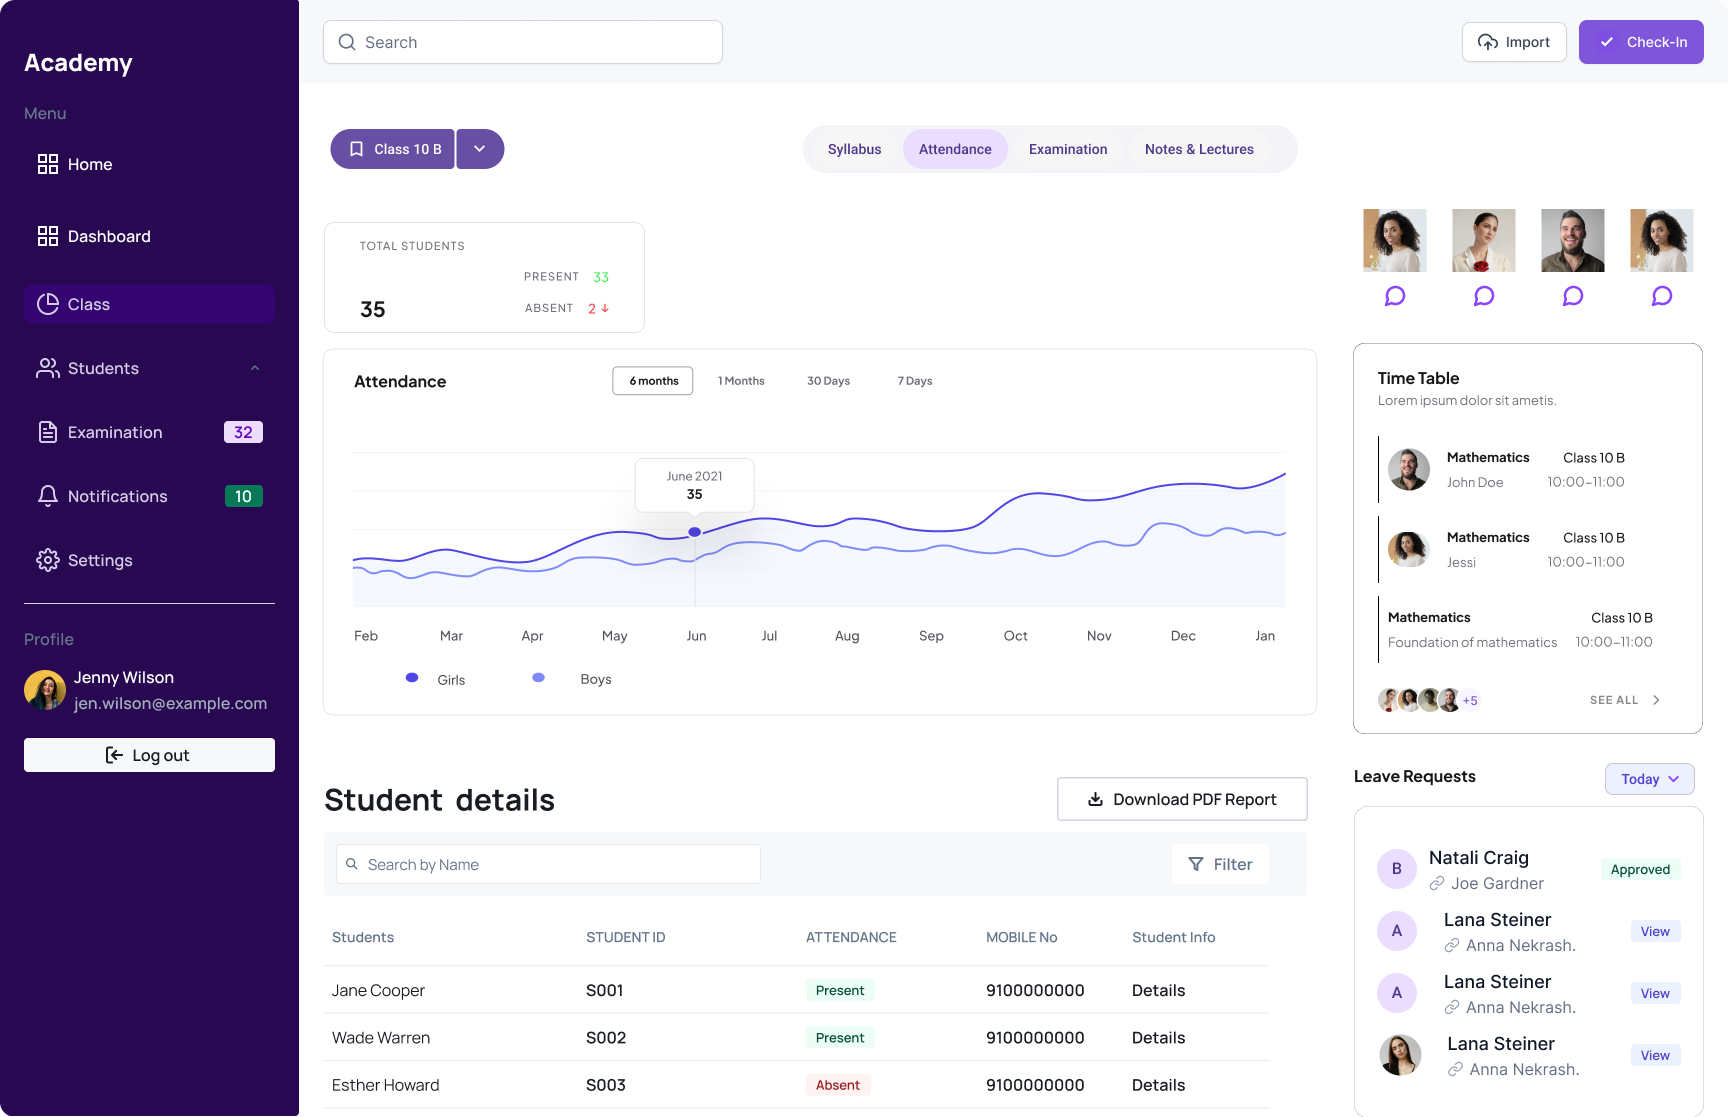 Academy
Menu
Home
Dashboard
Class
Students
Examination 32
Notifications 10
Settings
Profile
Jenny Wilson
jen.wilson@example.com
Log out
Search
Import
Check-In
Class 10 B
Syllabus
Attendance
Examination
Notes & Lectures
TOTAL STUDENTS
PRESENT 33
35
ABSENT 2
Attendance
6 months
1 Months
30 Days
7 Days
June 2021
35
Feb Mar Apr May Jun Jul Aug Sep Oct Nov Dec Jan
Girls
Boys
Time Table
Lorem ipsum dolor sit ametis.
Mathematics Class 10 B
John Doe 10:00-11:00
Mathematics Class 10 B
Jessi 10:00-11:00
Mathematics Class 10 B
Foundation of mathematics 10:00-11:00
+5
SEE ALL
Student details
Download PDF Report
Search by Name
Filter
Students STUDENT ID ATTENDANCE MOBILE No Student Info
Jane Cooper S001 Present 9100000000 Details
Wade Warren S002 Present 9100000000 Details
Esther Howard S003 Absent 9100000000 Details
Leave Requests
Today
B
Natali Craig
Joe Gardner
Approved
A
Lana Steiner
Anna Nekrash.
View
A
Lana Steiner
Anna Nekrash.
View
Lana Steiner
Anna Nekrash.
View